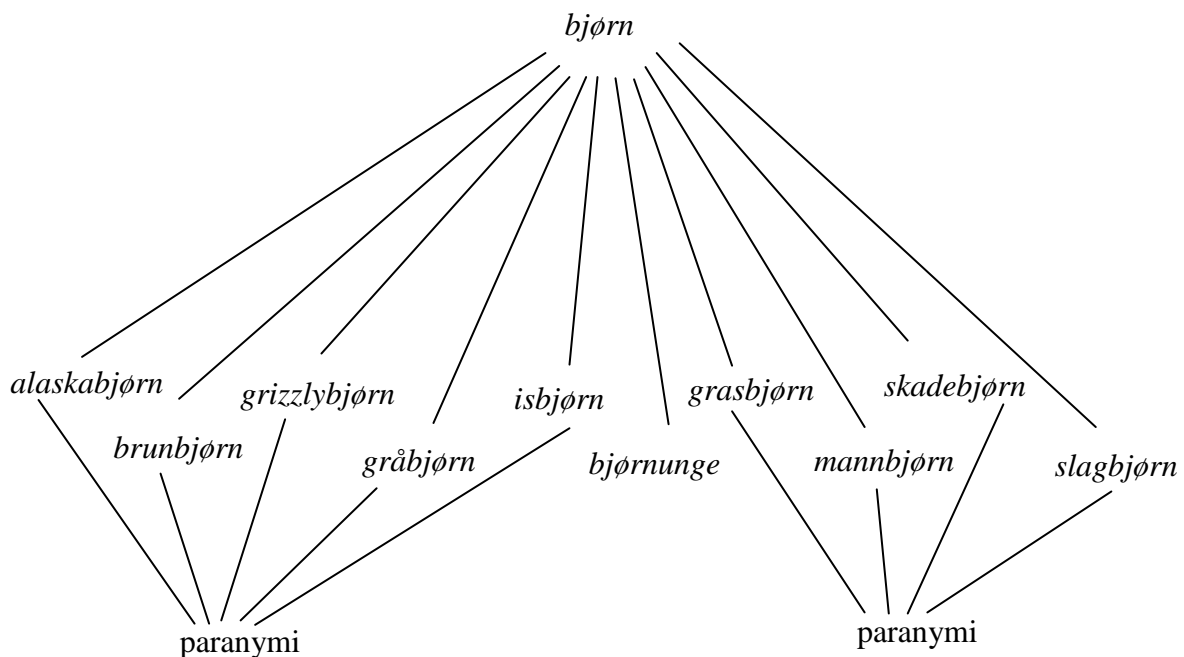 bjørn
alaskabjørn
brunbjørn
grizzlybjørn
gråbjørn
isbjørn
bjørnunge
grasbjørn
mannbjørn
skadebjørn
slagbjørn
paranymi
paranymi